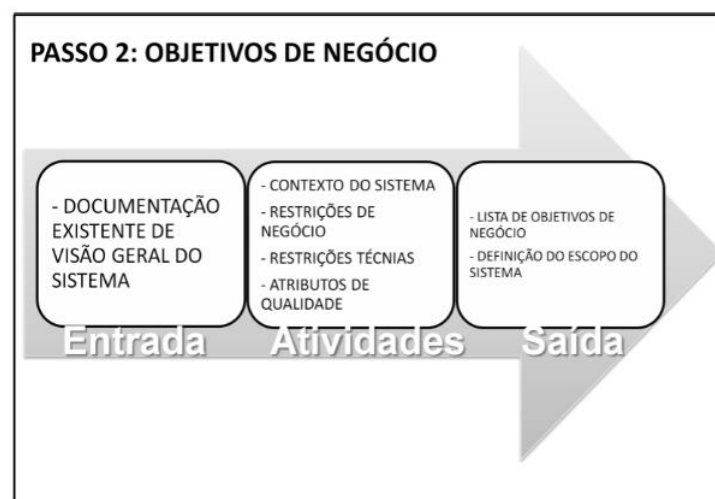 PASSO 2: OBJETIVOS DE NEGÓCIO
- DOCUMENTAÇÃO
EXISTENTE DE
VISÃO GERAL DO
SISTEMA
Entrada
- CONTEXTO DO SISTEMA
- RESTRIÇÕES DE
NEGÓCIO
- RESTRIÇÕES TÉCNIAS
- ATRIBUTOS DE
QUALIDADE
Atividades
- LISTA DE OBJETIVOS DE
NEGÓCIO
- DEFINIÇÃO DO ESCOPO DO
SISTEMA
Saída